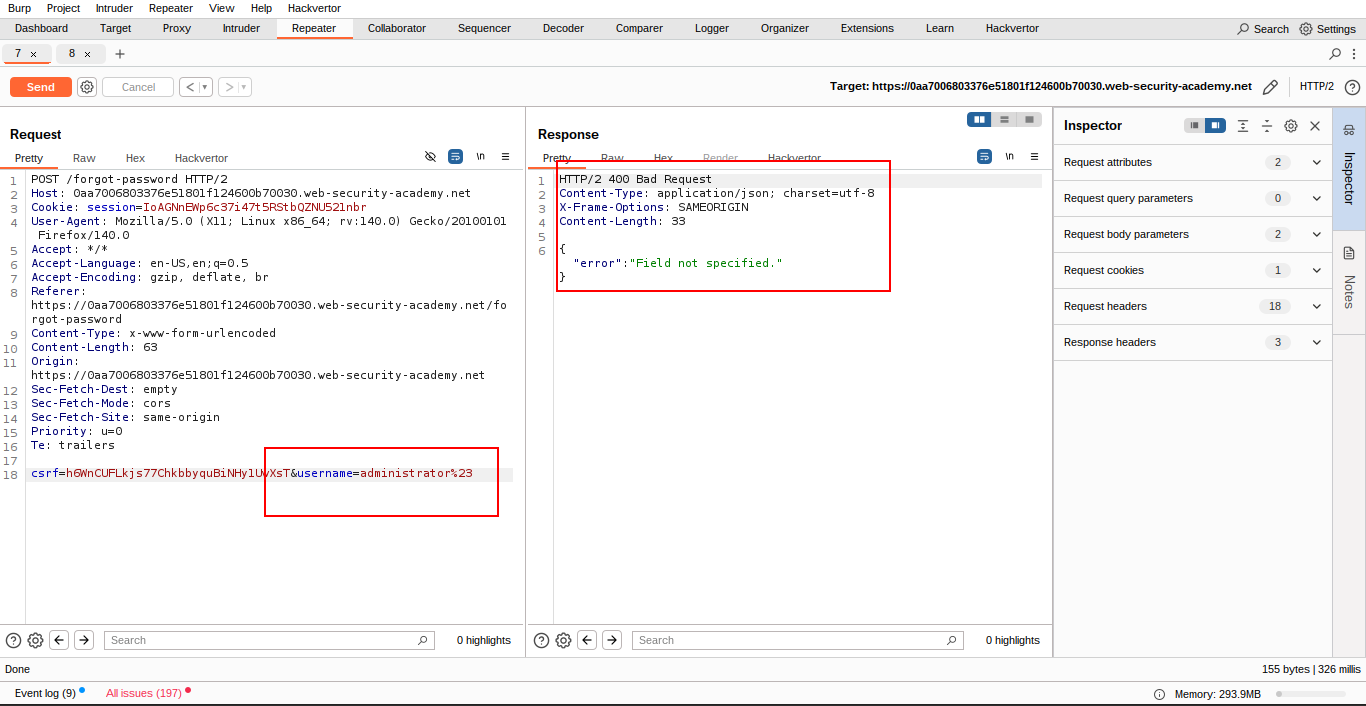 Burp Project Intruder Repeater View Help Hackvertor
Dashboard Target Proxy Intruder Repeater Collaborator Sequencer Decoder Comparer Logger Organizer Extensions Learn Hackvertor Search Settings
7 × 8 × +
Send Cancel < > Target: https://0aa7006803376e51801f124600b70030.web-security-academy.net HTTP/2
Request
Pretty Raw Hex Hackvertor \n
1 POST /forgot-password HTTP/2
2 Host: 0aa7006803376e51801f124600b70030.web-security-academy.net
3 Cookie: session=IoAGNnEWp6c37i47t5RStbQZNU521nbr
4 User-Agent: Mozilla/5.0 (X11; Linux x86_64; rv:140.0) Gecko/20100101
Firefox/140.0
5 Accept: */*
6 Accept-Language: en-US,en;q=0.5
7 Accept-Encoding: gzip, deflate, br
8 Referer:
https://0aa7006803376e51801f124600b70030.web-security-academy.net/fo
rgot-password
9 Content-Type: x-www-form-urlencoded
10 Content-Length: 63
11 Origin:
https://0aa7006803376e51801f124600b70030.web-security-academy.net
12 Sec-Fetch-Dest: empty
13 Sec-Fetch-Mode: cors
14 Sec-Fetch-Site: same-origin
15 Priority: u=0
16 Te: trailers
17
18 csrf=h6WnCUFLkjs77ChkbbyquBiNHy1UvXsT&username=administrator%23
Search 0 highlights
Response
Pretty Raw Hex Render Hackvertor \n
1 HTTP/2 400 Bad Request
2 Content-Type: application/json; charset=utf-8
3 X-Frame-Options: SAMEORIGIN
4 Content-Length: 33
5
6 {
"error":"Field not specified."
}
Search 0 highlights
Inspector
Request attributes 2
Request query parameters 0
Request body parameters 2
Request cookies 1
Request headers 18
Response headers 3
Inspector
Notes
Done 155 bytes | 326 millis
Event log (9) All issues (197) Memory: 293.9MB